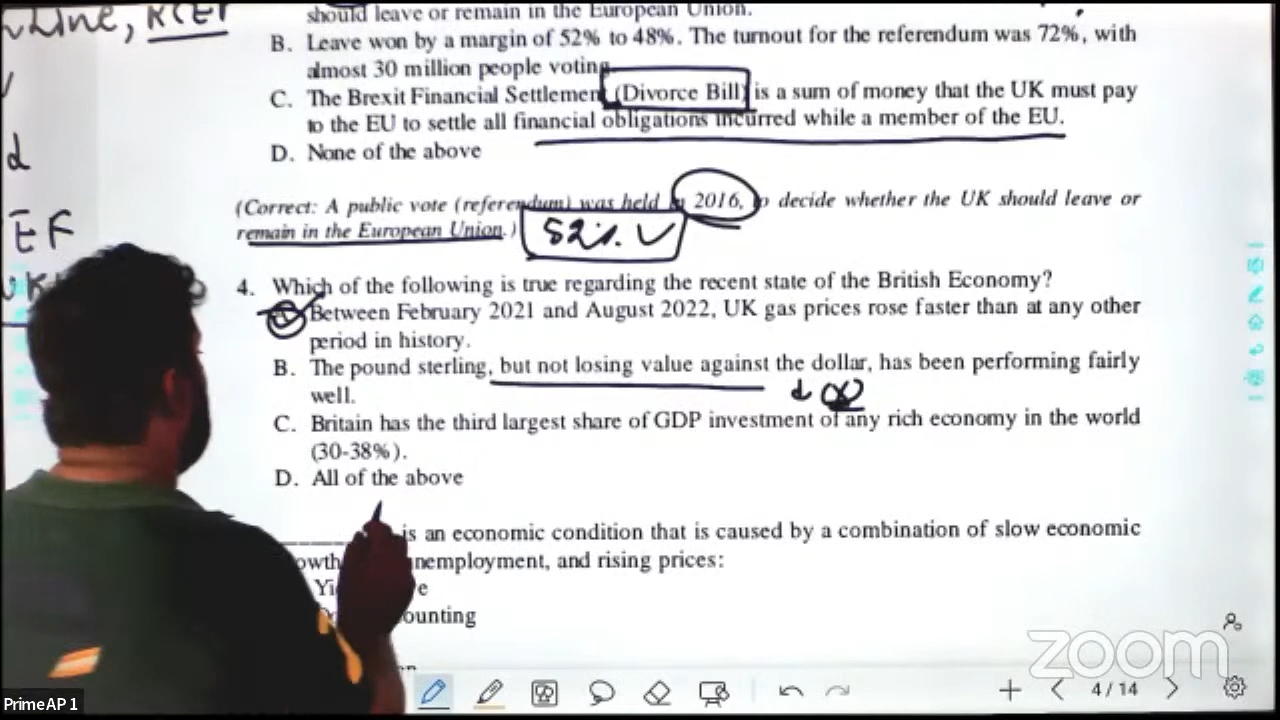 RCEP
should leave or remain in the European Union.
B. Leave won by a margin of 52% to 48%. The turnout for the referendum was 72%, with
almost 30 million people voting.
C. The Brexit Financial Settlement (Divorce Bill) is a sum of money that the UK must pay
to the EU to settle all financial obligations incurred while a member of the EU.
D. None of the above
(Correct: A public vote (referendum) was held in 2016, to decide whether the UK should leave or
remain in the European Union.)
52%
4. Which of the following is true regarding the recent state of the British Economy?
Between February 2021 and August 2022, UK gas prices rose faster than at any other
period in history.
B. The pound sterling, but not losing value against the dollar, has been performing fairly
well.
C. Britain has the third largest share of GDP investment of any rich economy in the world
(30-38%).
D. All of the above
is an economic condition that is caused by a combination of slow economic
unemployment, and rising prices:
zoom
PrimeAP 1
4 / 14